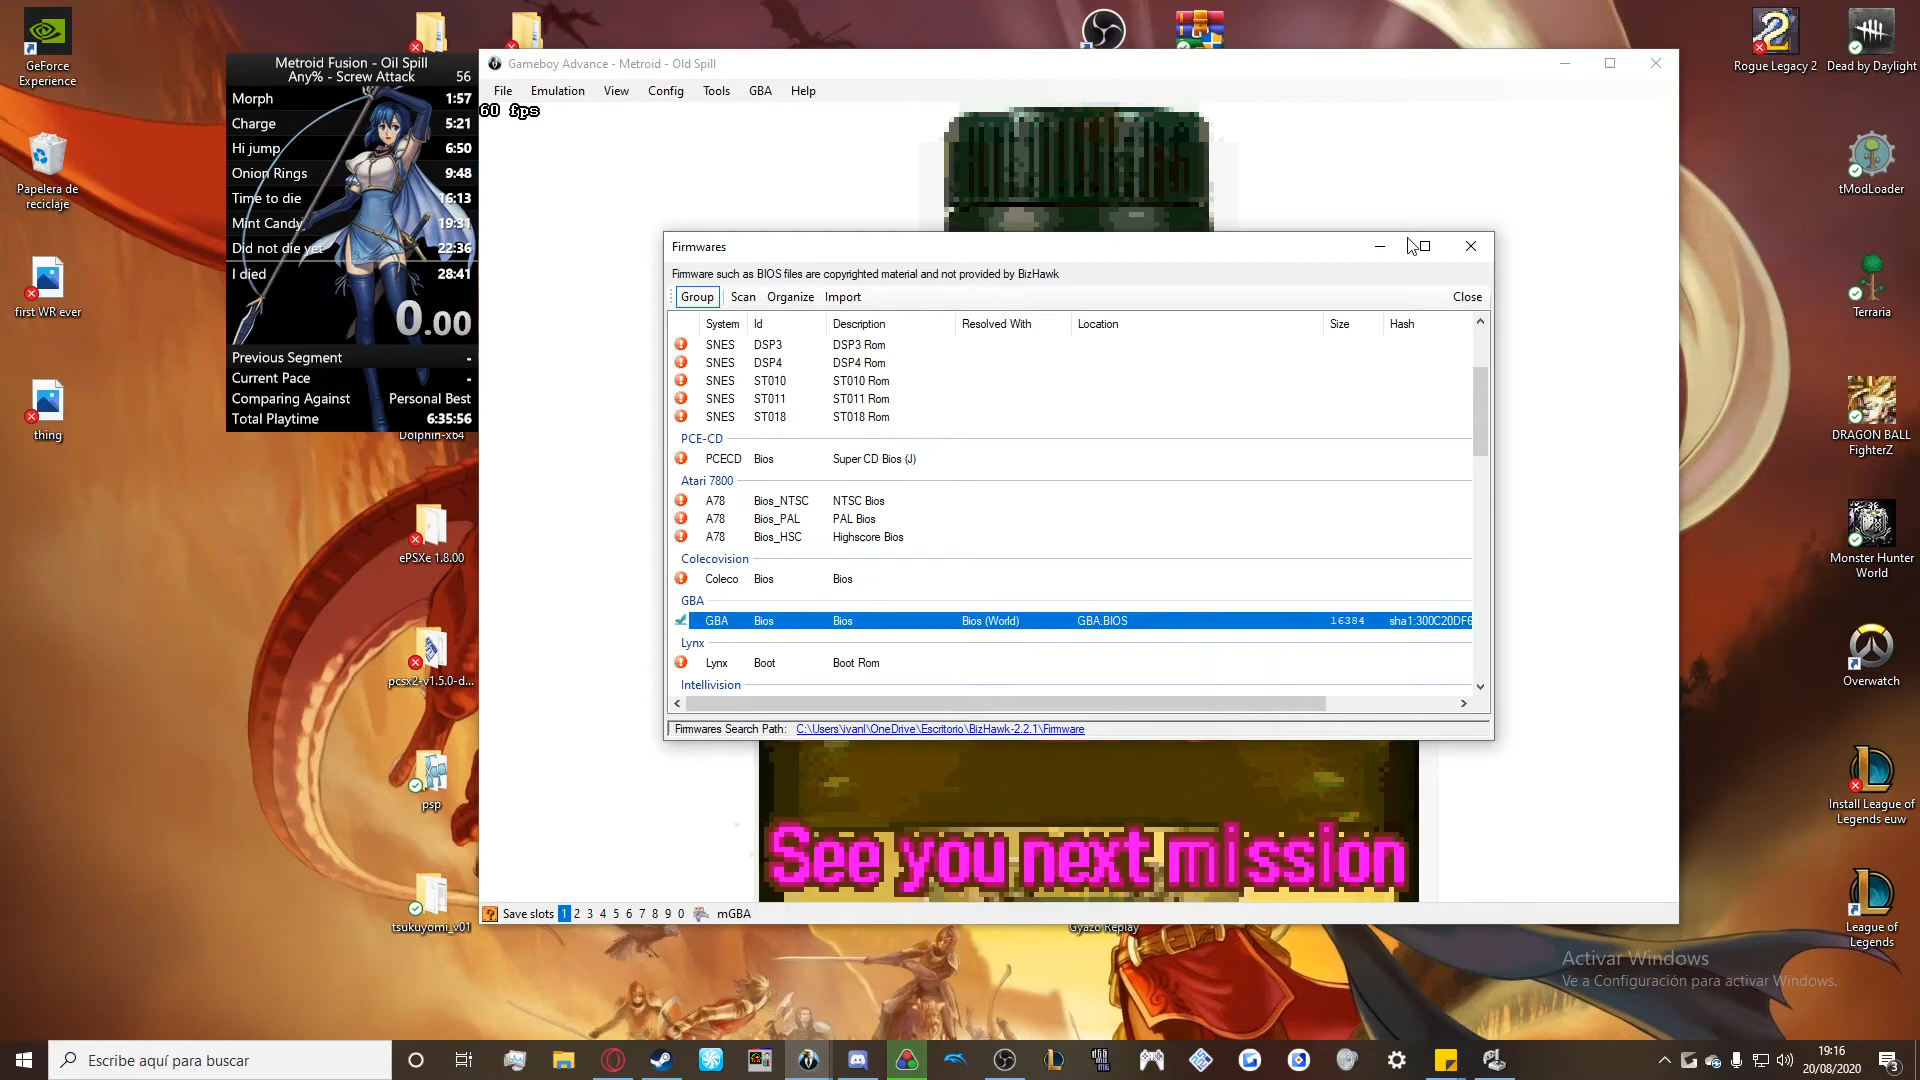 GeForce
Experience
Papelera de
reciclaje
first WR ever
thing
Metroid Fusion - Oil Spill
Any% - Screw Attack 56
Morph 1:57
Charge 5:21
Hi jump 6:50
Onion Rings 9:48
Time to die 16:13
Mint Candy 19:31
Did not die yet 22:36
I died 28:41
0.00
Previous Segment -
Current Pace -
Comparing Against Personal Best
Total Playtime 6:35:56
Dolphin-x64
ePSXe 1.8.00
pcsx2-v1.5.0-d...
psp
tsukuyomi_v01
Gameboy Advance - Metroid - Old Spill
File Emulation View Config Tools GBA Help
60 fps
Firmwares
Firmware such as BIOS files are copyrighted material and not provided by BizHawk
Group Scan Organize Import Close
System Id Description Resolved With Location Size Hash
SNES DSP3 DSP3 Rom
SNES DSP4 DSP4 Rom
SNES ST010 ST010 Rom
SNES ST011 ST011 Rom
SNES ST018 ST018 Rom
PCE-CD
PCECD Bios Super CD Bios (J)
Atari 7800
A78 Bios_NTSC NTSC Bios
A78 Bios_PAL PAL Bios
A78 Bios_HSC Highscore Bios
Colecovision
Coleco Bios Bios
GBA
GBA Bios Bios Bios (World) GBA.BIOS 16384 sha1:300C20DF6
Lynx
Lynx Boot Boot Rom
Intellivision
Firmwares Search Path: C:\Users\ivanl\OneDrive\Escritorio\BizHawk-2.2.1\Firmware
See you next mission
Save slots 1 2 3 4 5 6 7 8 9 0 mGBA
Gyazo Replay
Rogue Legacy 2
Dead by Daylight
tModLoader
Terraria
DRAGON BALL
FighterZ
Monster Hunter
World
Overwatch
Install League of
Legends euw
League of
Legends
Activar Windows
Ve a Configuración para activar Windows.
Escribe aquí para buscar
19:16
20/08/2020
3